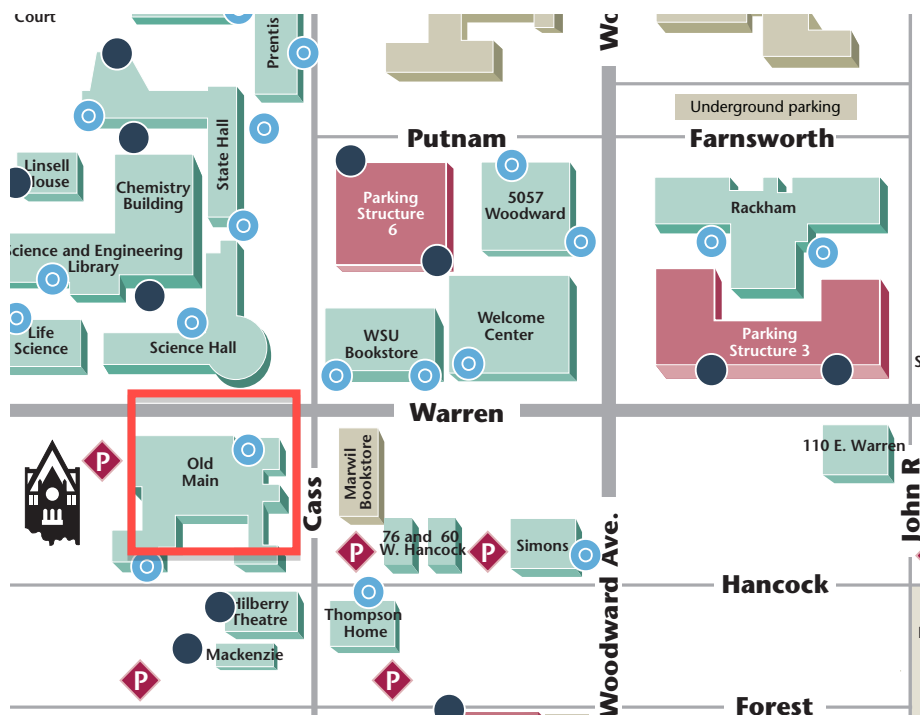 Court
Prentis
Wo
Underground parking
Putnam
Farnsworth
State Hall
Linsell
House
Chemistry
Building
Parking
Structure
6
5057
Woodward
Rackham
Science and Engineering
Library
Life
Science
Science Hall
WSU
Bookstore
Welcome
Center
Parking
Structure 3
Warren
Old
Main
P
Cass
Marwil
Bookstore
110 E. Warren
John R
76 and 60
W. Hancock
P
P
Simons
Woodward Ave.
Hancock
Hilberry
Theatre
Thompson
Home
Mackenzie
P
P
Forest